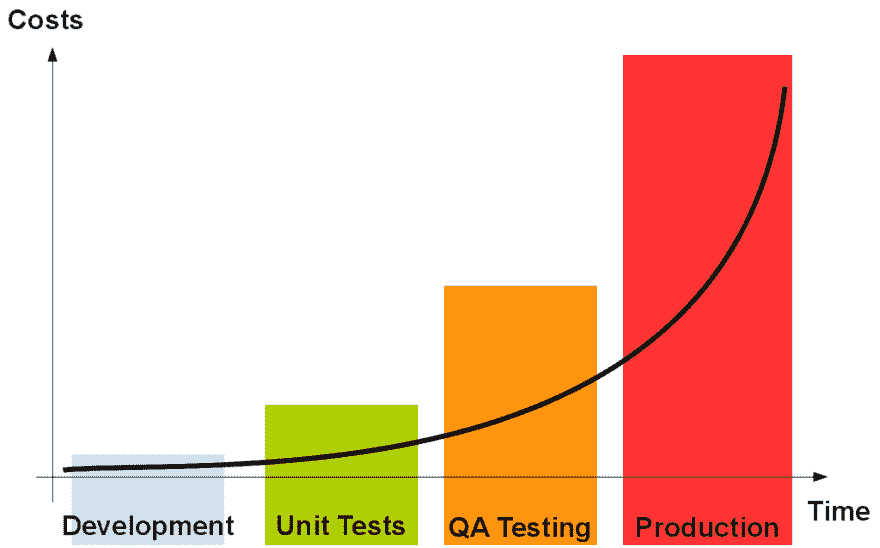 Costs
Development
Unit Tests
QA Testing
Production
Time